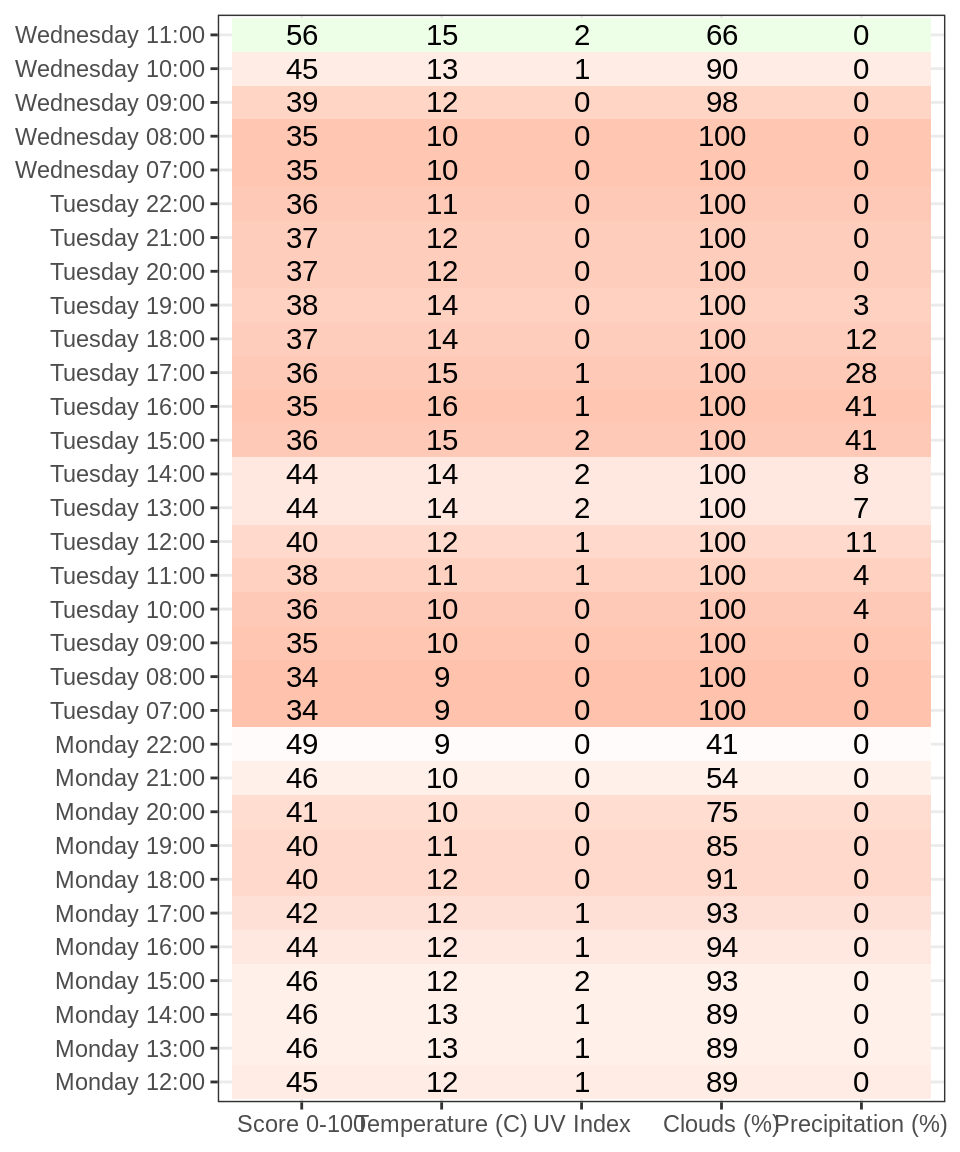 Wednesday 11:00 56 15 2 66 0
Wednesday 10:00 45 13 1 90 0
Wednesday 09:00 39 12 0 98 0
Wednesday 08:00 35 10 0 100 0
Wednesday 07:00 35 10 0 100 0
Tuesday 22:00 36 11 0 100 0
Tuesday 21:00 37 12 0 100 0
Tuesday 20:00 37 12 0 100 0
Tuesday 19:00 38 14 0 100 3
Tuesday 18:00 37 14 0 100 12
Tuesday 17:00 36 15 1 100 28
Tuesday 16:00 35 16 1 100 41
Tuesday 15:00 36 15 2 100 41
Tuesday 14:00 44 14 2 100 8
Tuesday 13:00 44 14 2 100 7
Tuesday 12:00 40 12 1 100 11
Tuesday 11:00 38 11 1 100 4
Tuesday 10:00 36 10 0 100 4
Tuesday 09:00 35 10 0 100 0
Tuesday 08:00 34 9 0 100 0
Tuesday 07:00 34 9 0 100 0
Monday 22:00 49 9 0 41 0
Monday 21:00 46 10 0 54 0
Monday 20:00 41 10 0 75 0
Monday 19:00 40 11 0 85 0
Monday 18:00 40 12 0 91 0
Monday 17:00 42 12 1 93 0
Monday 16:00 44 12 1 94 0
Monday 15:00 46 12 2 93 0
Monday 14:00 46 13 1 89 0
Monday 13:00 46 13 1 89 0
Monday 12:00 45 12 1 89 0
Score 0-100 Temperature (C) UV Index Clouds (%) Precipitation (%)